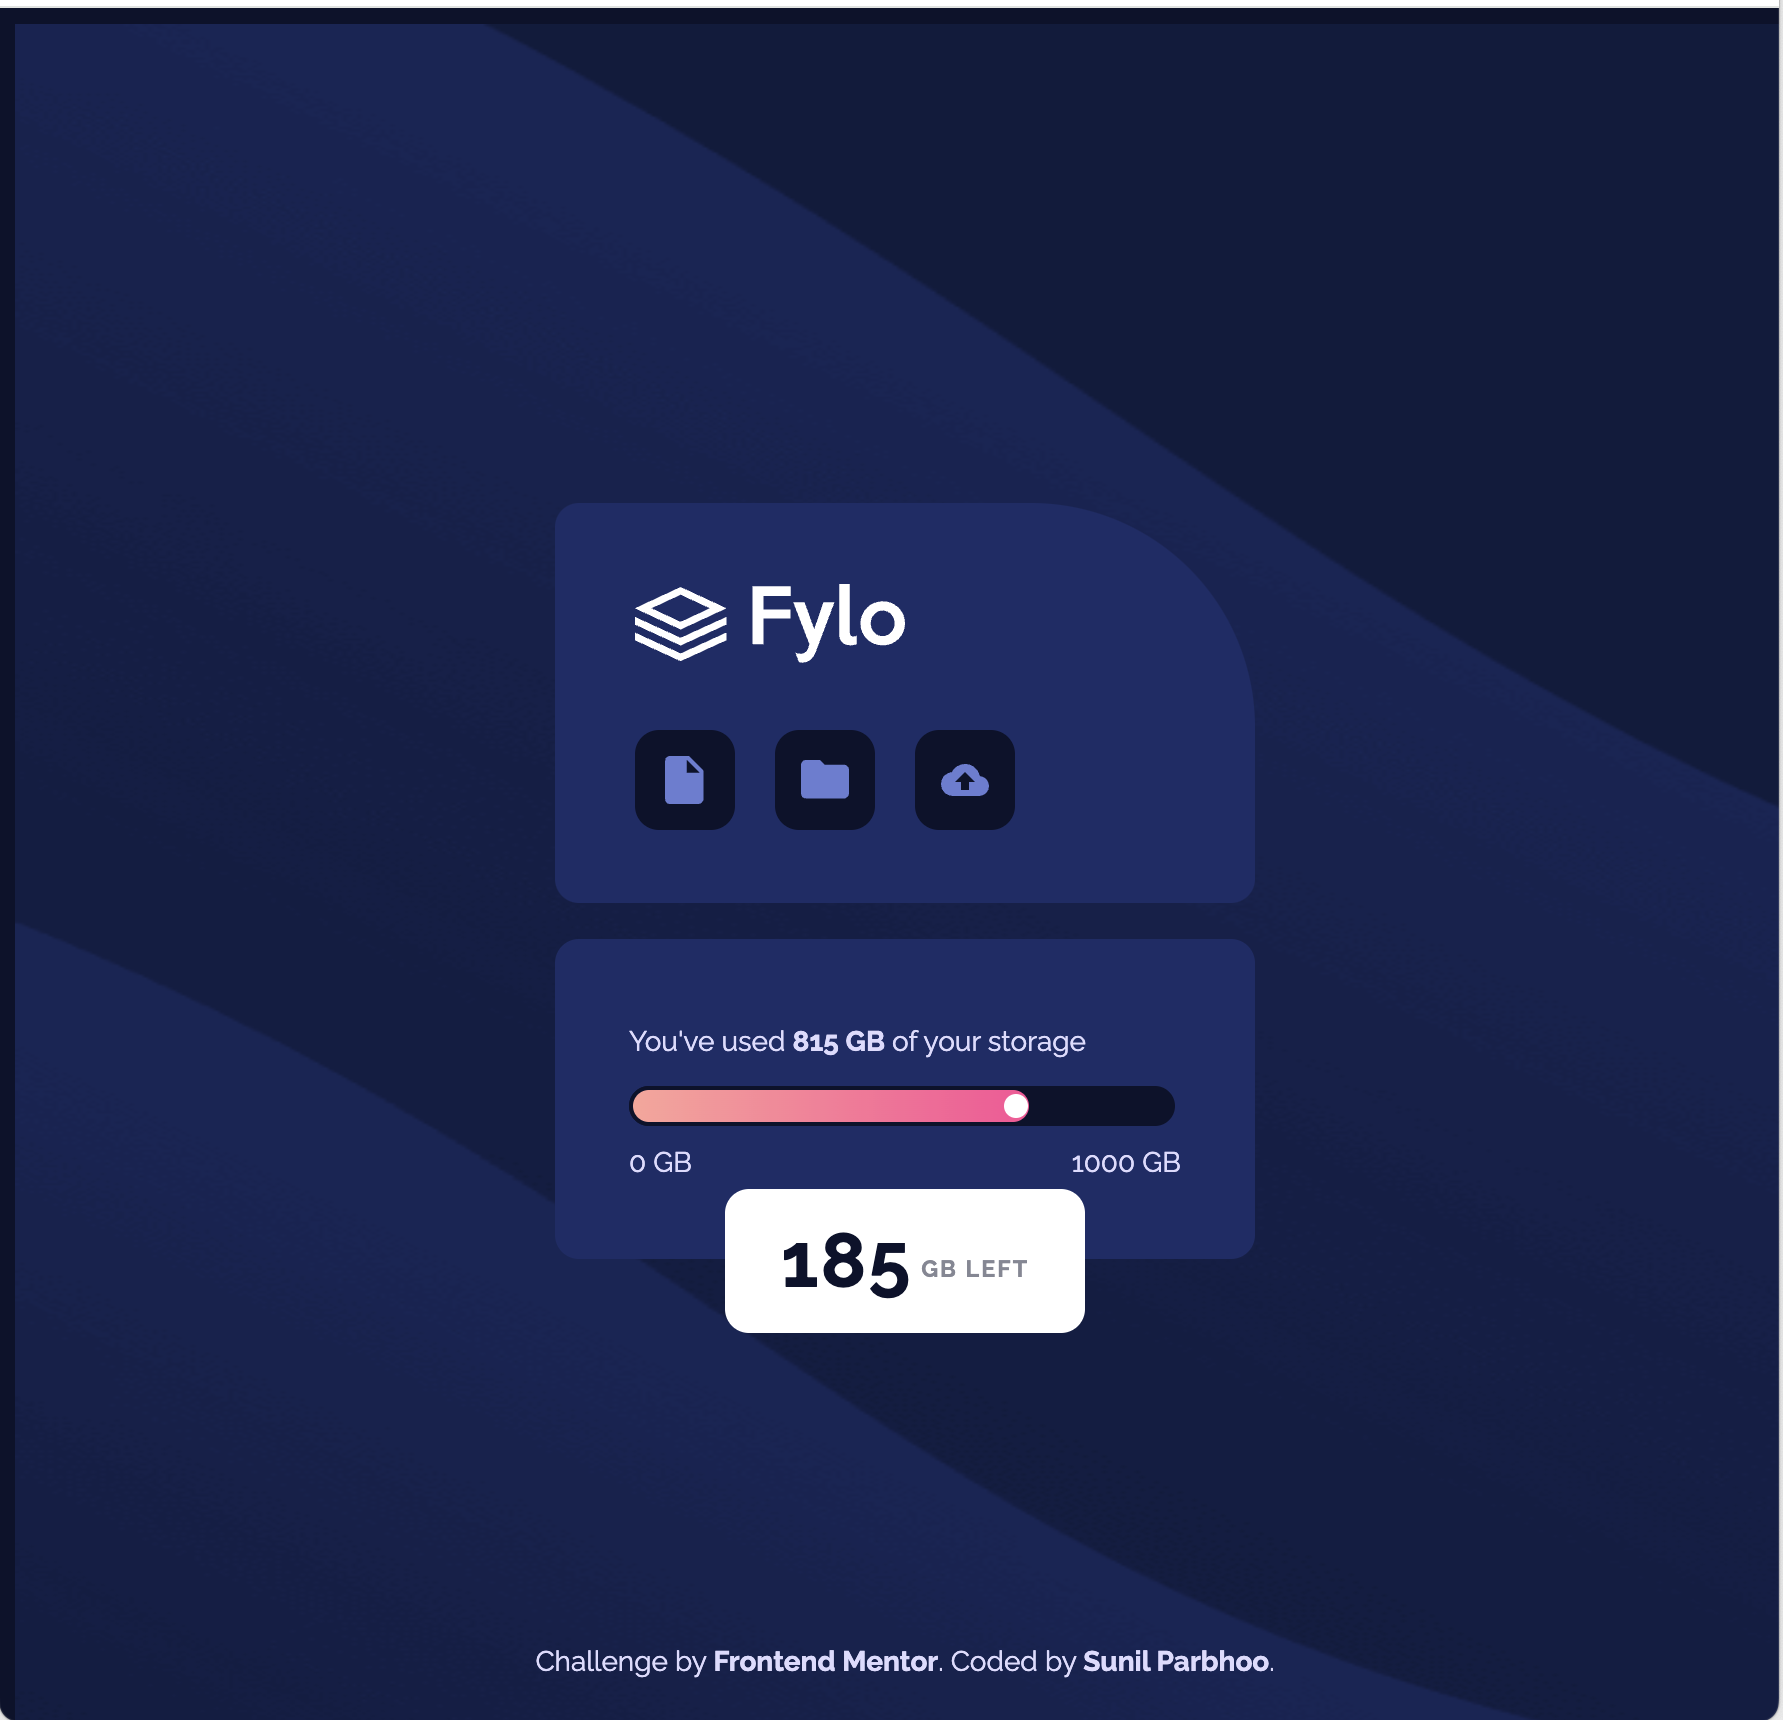 Fylo
You've used 815 GB of your storage
0 GB
1000 GB
185 GB LEFT
Challenge by Frontend Mentor. Coded by Sunil Parbhoo.